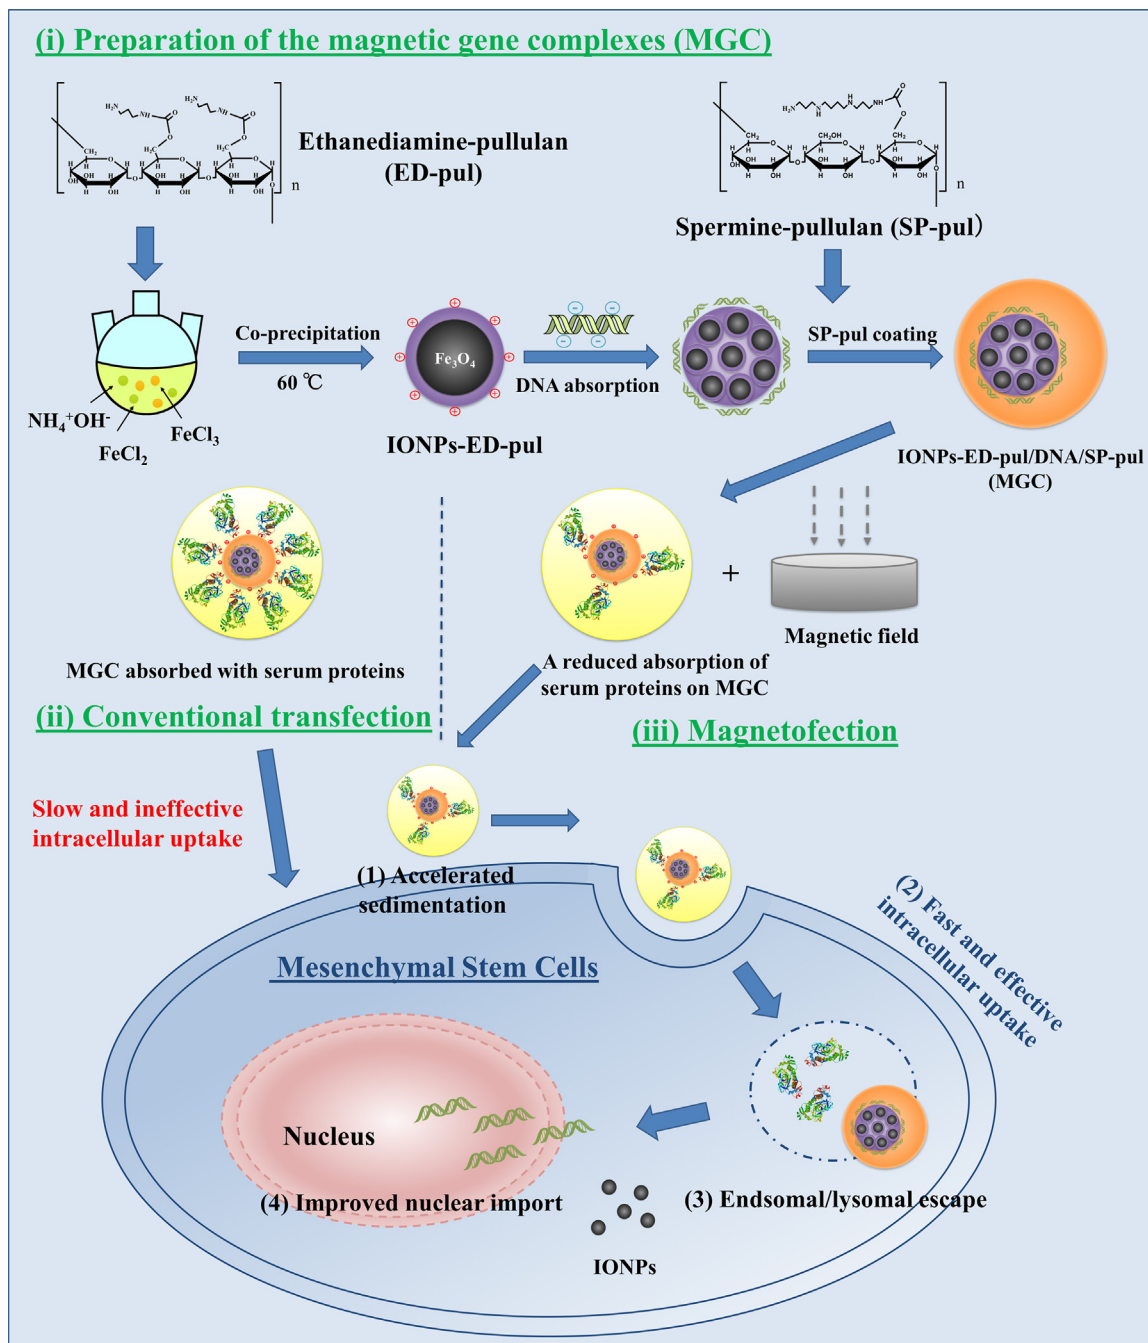 (i) Preparation of the magnetic gene complexes (MGC)
Ethanediamine-pullulan
(ED-pul)
n
Spermine-pullulan (SP-pul）
n
Co-precipitation
60 ℃
NH₄⁺OH⁻
FeCl₂
FeCl₃
Fe₃O₄
IONPs-ED-pul
DNA absorption
SP-pul coating
IONPs-ED-pul/DNA/SP-pul
(MGC)
MGC absorbed with serum proteins
A reduced absorption of
serum proteins on MGC
+
Magnetic field
(ii) Conventional transfection
(iii) Magnetofection
Slow and ineffective
intracellular uptake
(1) Accelerated
sedimentation
(2) Fast and effective
intracellular uptake
Mesenchymal Stem Cells
Nucleus
(4) Improved nuclear import
(3) Endsomal/lysomal escape
IONPs